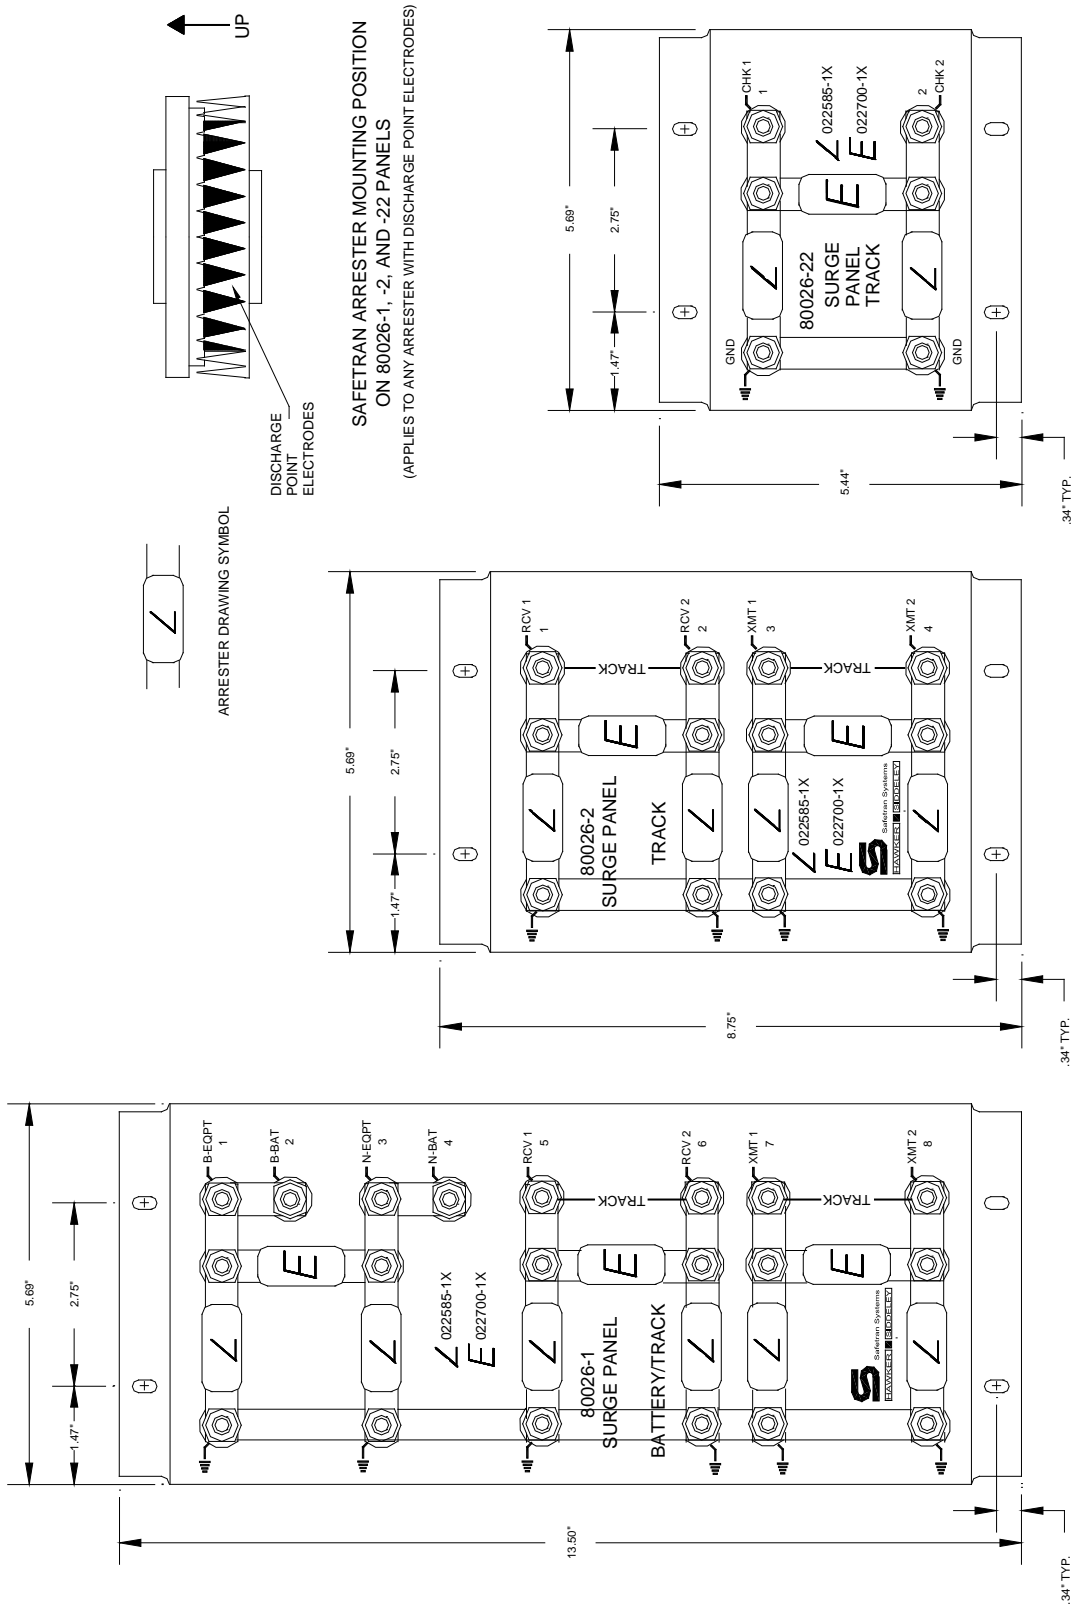 UP
DISCHARGE
POINT
ELECTRODES
SAFETRAN ARRESTER MOUNTING POSITION
ON 80026-1, -2, AND -22 PANELS
(APPLIES TO ANY ARRESTER WITH DISCHARGE POINT ELECTRODES)
L
ARRESTER DRAWING SYMBOL
5.69"
2.75"
1.47"
13.50"
.34" TYP.
B-EQPT
1
B-BAT
2
N-EQPT
3
N-BAT
4
RCV 1
5
RCV 2
6
XMT 1
7
XMT 2
8
TRACK
TRACK
E
E
E
L
L
L
L
L
L
L 022585-1X
E 022700-1X
80026-1
SURGE PANEL
BATTERY/TRACK
S
Safetran Systems
HAWKER SIDDELEY
5.69"
2.75"
1.47"
8.75"
.34" TYP.
RCV 1
1
RCV 2
2
XMT 1
3
XMT 2
4
TRACK
TRACK
E
E
L
L
L
L
80026-2
SURGE PANEL
TRACK
L 022585-1X
E 022700-1X
S
Safetran Systems
HAWKER SIDDELEY
5.69"
2.75"
1.47"
5.44"
.34" TYP.
CHK 1
1
2
CHK 2
L 022585-1X
E 022700-1X
E
L
L
80026-22
SURGE
PANEL
TRACK
GND
GND